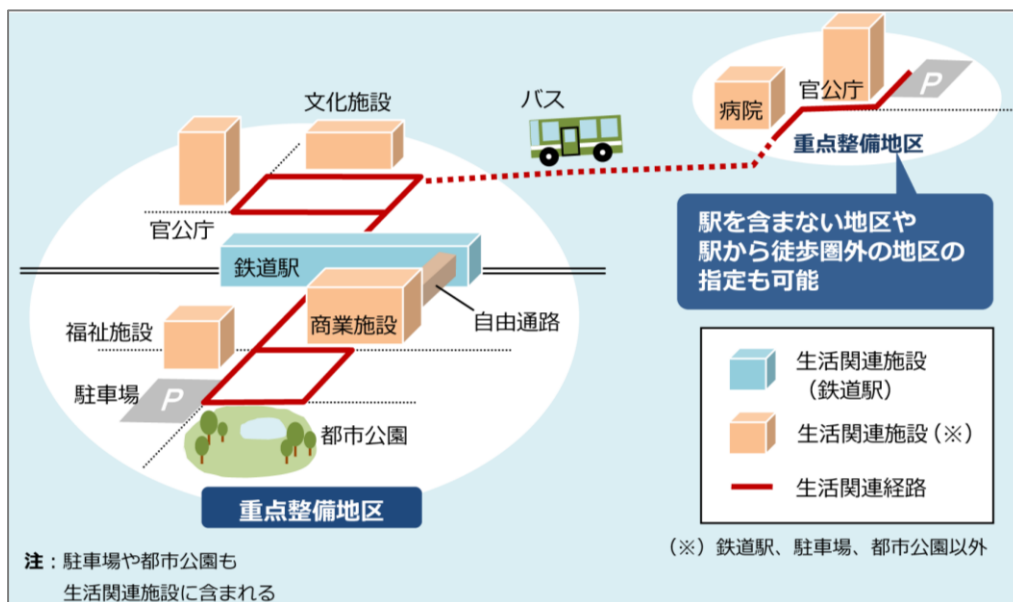 文化施設
バス
官公庁
P
病院
重点整備地区
官公庁
駅を含まない地区や
駅から徒歩圏外の地区の
指定も可能
鉄道駅
商業施設
自由通路
福祉施設
駐車場
P
都市公園
重点整備地区
生活関連施設
(鉄道駅)
生活関連施設(※)
生活関連経路
(※)鉄道駅、駐車場、都市公園以外
注:駐車場や都市公園も
生活関連施設に含まれる